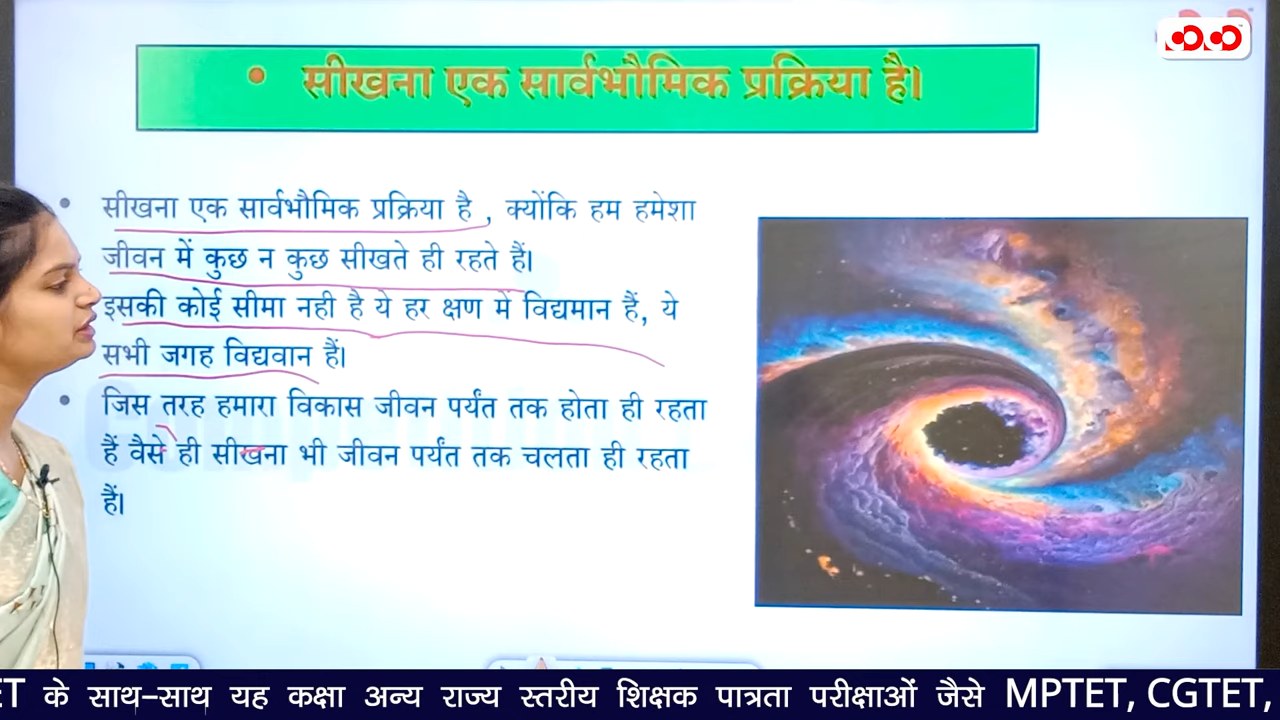 सीखना एक सार्वभौमिक प्रक्रिया है।
सीखना एक सार्वभौमिक प्रक्रिया है , क्योंकि हम हमेशा
जीवन में कुछ न कुछ सीखते ही रहते हैं।
इसकी कोई सीमा नही है ये हर क्षण में विद्यमान हैं, ये
सभी जगह विद्यवान हैं।
जिस तरह हमारा विकास जीवन पर्यंत तक होता ही रहता
हैं वैसे ही सीखना भी जीवन पर्यंत तक चलता ही रहता
हैं।
ET के साथ-साथ यह कक्षा अन्य राज्य स्तरीय शिक्षक पात्रता परीक्षाओं जैसे MPTET, CGTET,